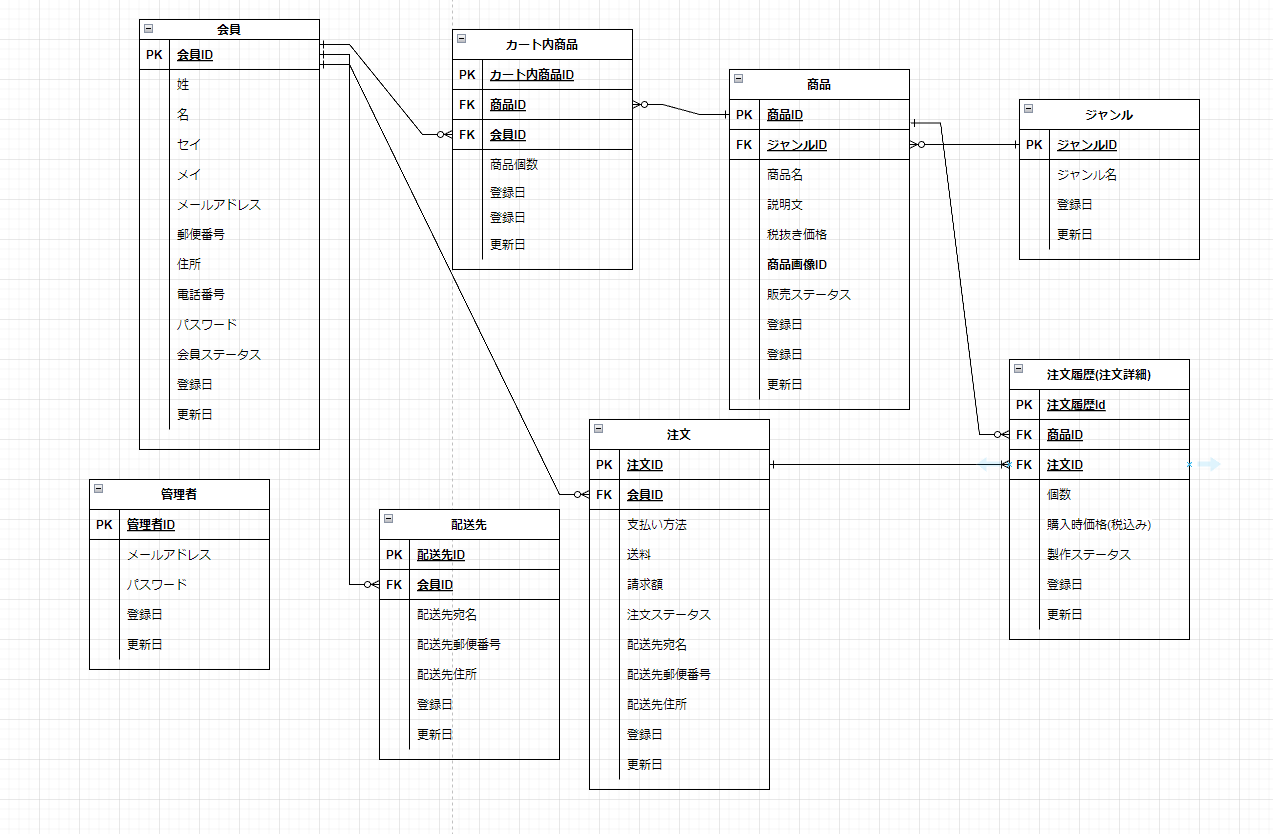 会員
PK 会員ID
姓
名
セイ
メイ
メールアドレス
郵便番号
住所
電話番号
パスワード
会員ステータス
登録日
更新日
カート内商品
PK カート内商品ID
FK 商品ID
FK 会員ID
商品個数
登録日
登録日
更新日
商品
PK 商品ID
FK ジャンルID
商品名
説明文
税抜き価格
商品画像ID
販売ステータス
登録日
登録日
更新日
ジャンル
PK ジャンルID
ジャンル名
登録日
更新日
注文履歴(注文詳細)
PK 注文履歴Id
FK 商品ID
FK 注文ID
個数
購入時価格(税込み)
製作ステータス
登録日
更新日
注文
PK 注文ID
FK 会員ID
支払い方法
送料
請求額
注文ステータス
配送先宛名
配送先郵便番号
配送先住所
登録日
更新日
管理者
PK 管理者ID
メールアドレス
パスワード
登録日
更新日
配送先
PK 配送先ID
FK 会員ID
配送先宛名
配送先郵便番号
配送先住所
登録日
更新日